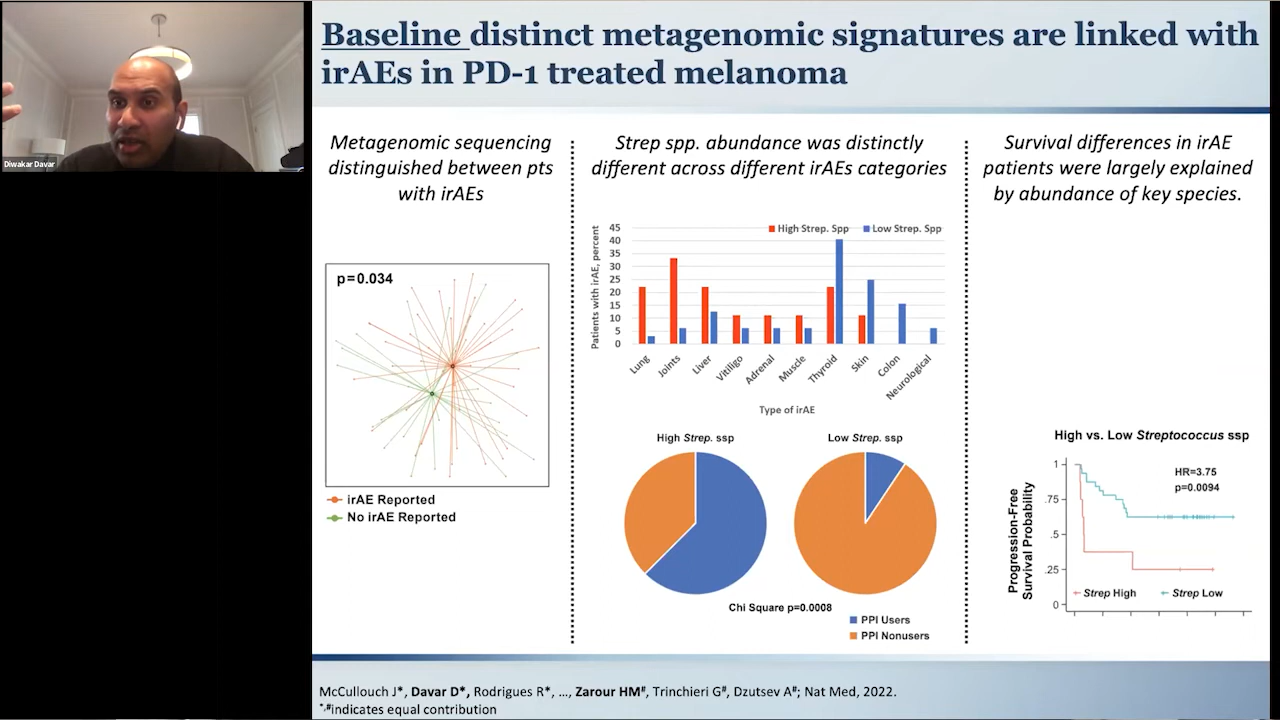 Baseline distinct metagenomic signatures are linked with
irAEs in PD-1 treated melanoma
Diwakar Davar
Metagenomic sequencing
distinguished between pts
with irAEs
p=0.034
irAE Reported
No irAE Reported
Strep spp. abundance was distinctly
different across different irAEs categories
Patients with irAE, percent
45
40
35
30
25
20
15
10
5
0
High Strep. Spp
Low Strep. Spp
Lung
Joints
Liver
Vitiligo
Adrenal
Muscle
Thyroid
Skin
Colon
Neurological
Type of irAE
High Strep. ssp
Low Strep. ssp
Chi Square p=0.0008
PPI Users
PPI Nonusers
Survival differences in irAE
patients were largely explained
by abundance of key species.
High vs. Low Streptococcus ssp
Progression-Free
Survival Probability
1
.75
.5
.25
0
HR=3.75
p=0.0094
Strep High
Strep Low
McCullouch J*, Davar D*, Rodrigues R*, …, Zarour HM#, Trinchieri G#, Dzutsev A#; Nat Med, 2022.
*,#indicates equal contribution